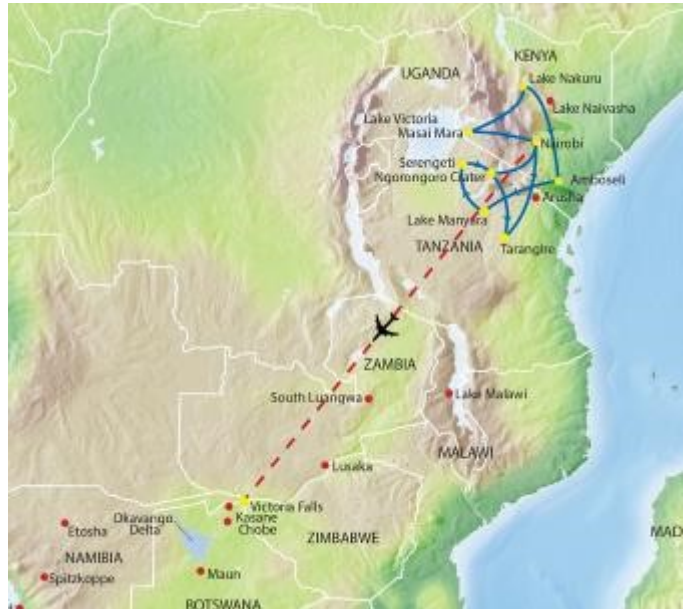 KENYA
UGANDA
Lake Nakuru
Lake Naivasha
Lake Victoria
Masai Mara
Nairobi
Serengeti
Ngorongoro Crater
Amboseli
Arusha
Lake Manyara
TANZANIA
Tarangire
ZAMBIA
South Luangwa
Lake Malawi
MALAWI
Lusaka
Victoria Falls
Kasane
Chobe
Okavango
Delta
Etosha
ZIMBABWE
NAMIBIA
Spitzkoppe
Maun
BOTSWANA
MAD